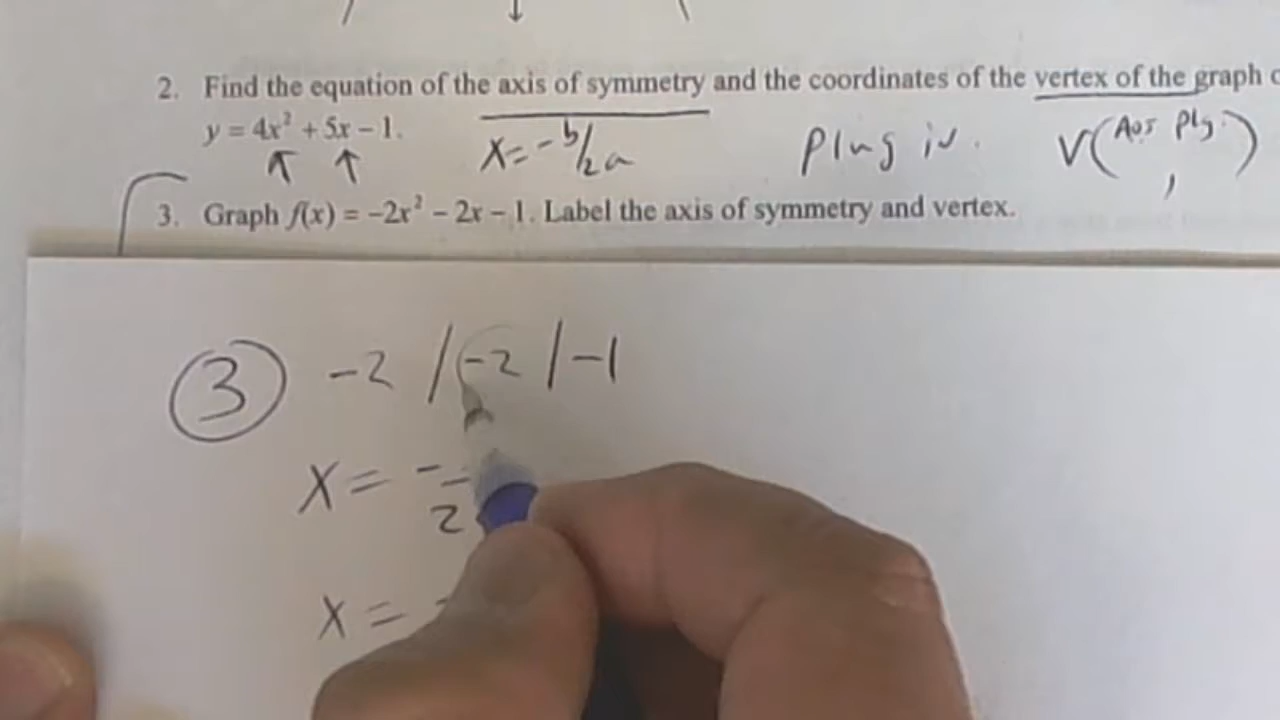 2. Find the equation of the axis of symmetry and the coordinates of the vertex of the graph
y = 4x² + 5x − 1.
x = -b/2a
Plug in.
V(AOS, Plg.)
3. Graph f(x) = −2x² − 2x − 1. Label the axis of symmetry and vertex.
3 -2 / -2 / -1
X = -
2
X =